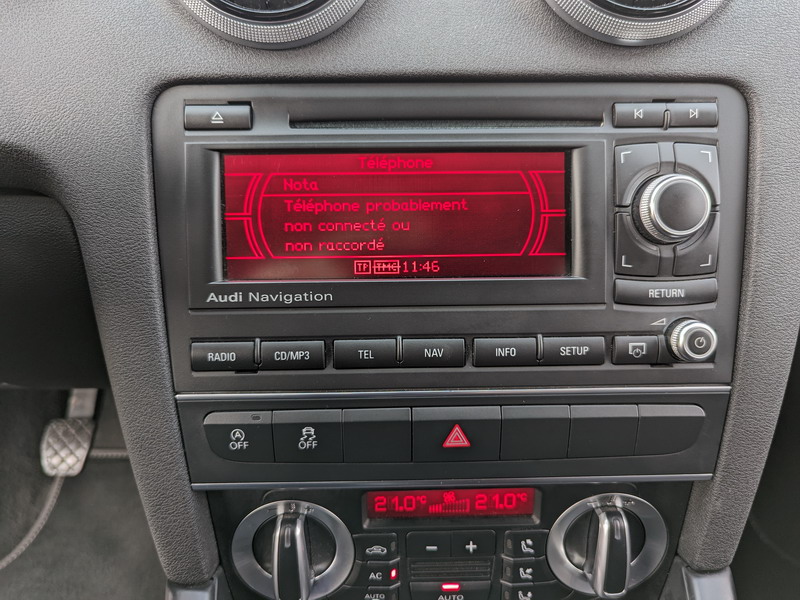 Téléphone
Nota
Téléphone probablement
non connecté ou
non raccordé
TP TMC 11:46
Audi Navigation
RETURN
RADIO CD/MP3 TEL NAV INFO SETUP
OFF OFF
21.0°C 21.0°C
AC
AUTO AUTO